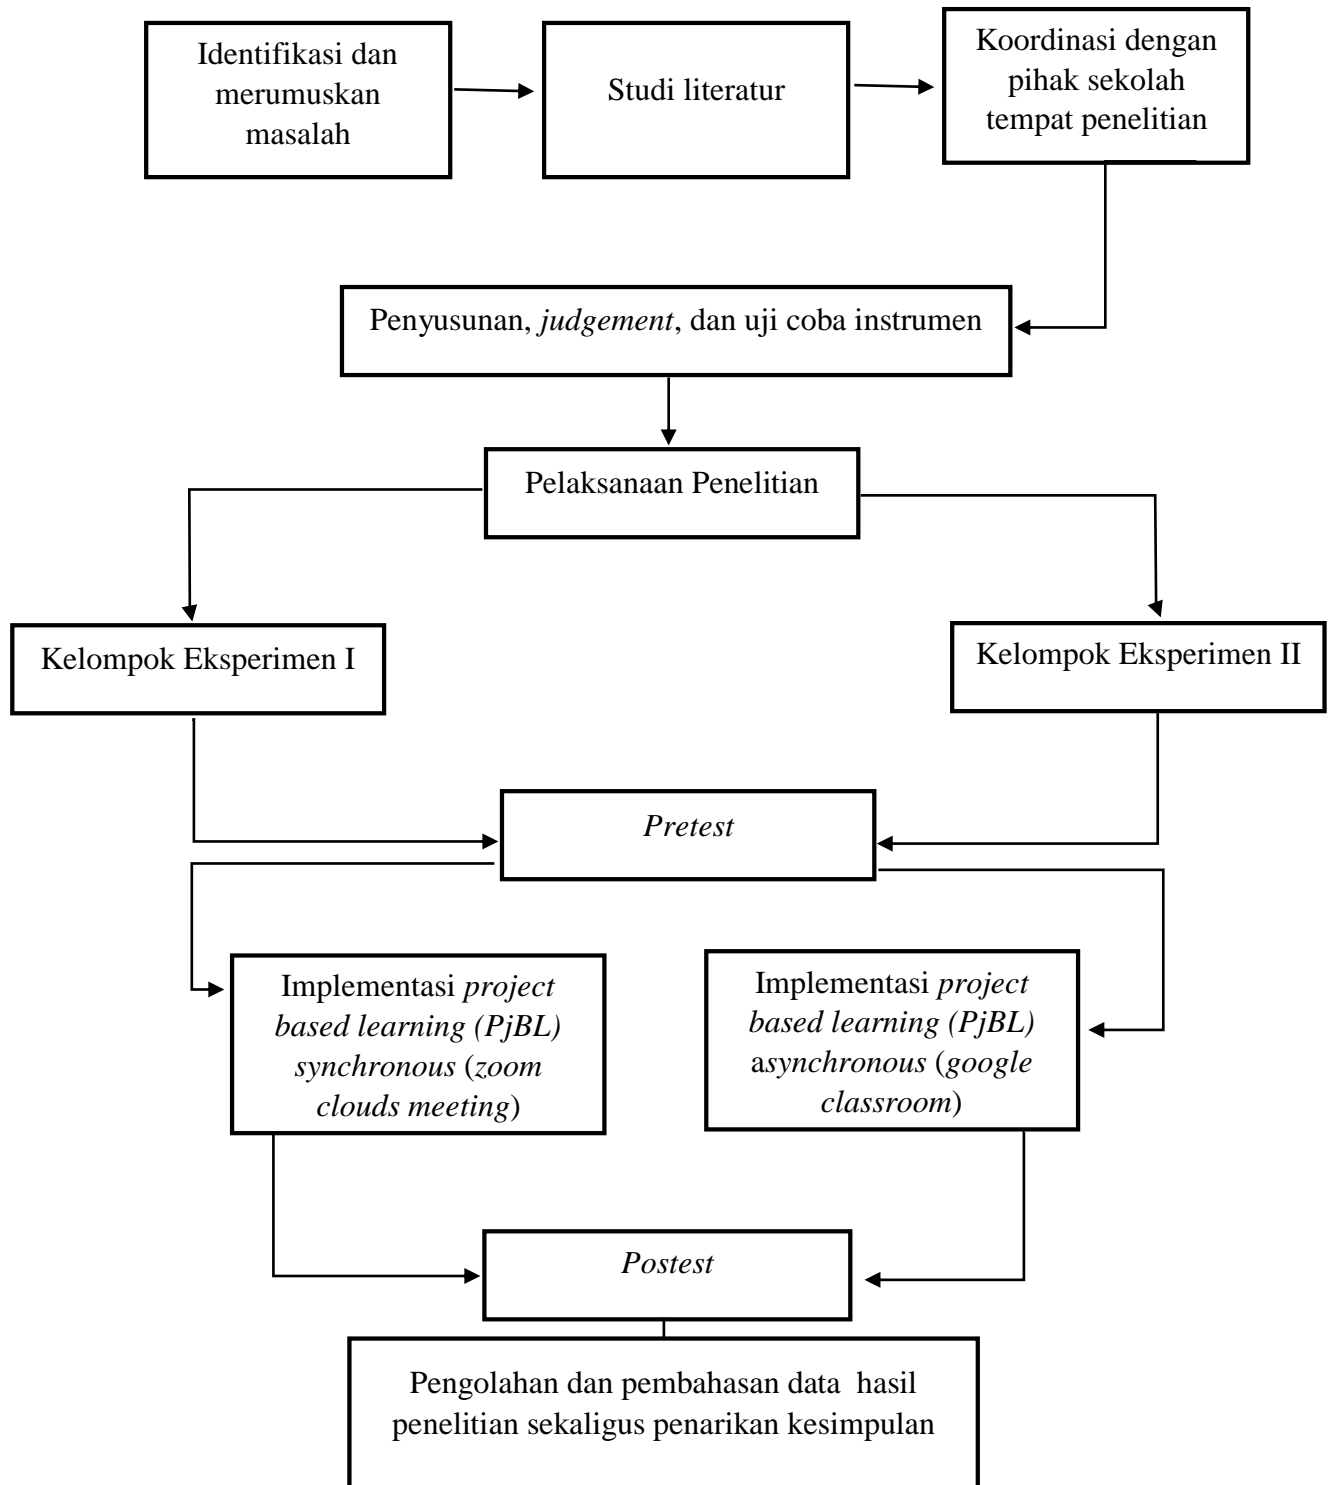 Identifikasi dan
merumuskan
masalah
Studi literatur
Koordinasi dengan
pihak sekolah
tempat penelitian
Penyusunan, judgement, dan uji coba instrumen
Pelaksanaan Penelitian
Kelompok Eksperimen I
Kelompok Eksperimen II
Pretest
Implementasi project
based learning (PjBL)
synchronous (zoom
clouds meeting)
Implementasi project
based learning (PjBL)
asynchronous (google
classroom)
Postest
Pengolahan dan pembahasan data  hasil
penelitian sekaligus penarikan kesimpulan